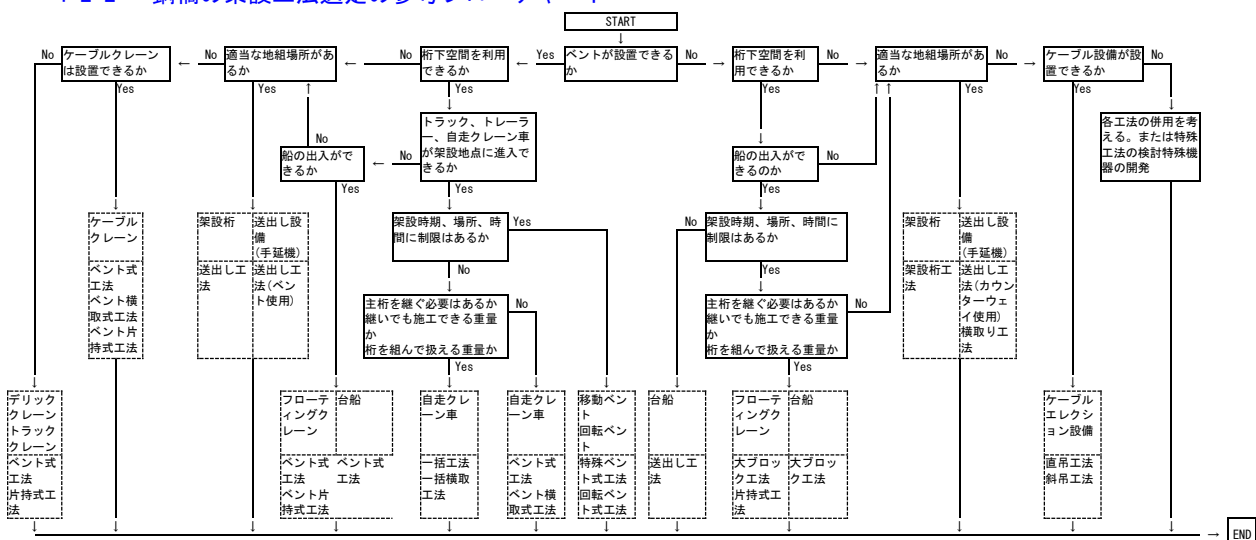 START
No
ケーブルクレーン
は設置できるか
No
適当な地組場所があ
るか
No
桁下空間を利用
できるか
Yes
ベントが設置できる
か
No
桁下空間を利
用できるか
No
適当な地組場所があ
るか
No
ケーブル設備が設
置できるか
No
Yes
Yes
Yes
Yes
Yes
Yes
トラック、トレーラ
ー、自走クレーン車
が架設地点に進入で
きるか
各工法の併用を考
える。または特殊
工法の検討特殊機
器の開発
No
船の出入がで
きるか
No
船の出入がで
きるのか
No
Yes
Yes
Yes
ケーブル
クレーン
ベント式
工法
ベント横
取式工法
ベント片
持式工法
架設桁
送出し設
備
(手延機)
送出し工
法
送出し工
法(ベン
ト使用)
架設時期、場所、時
間に制限はあるか
Yes
No
No
架設時期、場所、時間に
制限はあるか
Yes
架設桁
送出し設
備
(手延機)
架設桁工
法
送出し工
法(カウン
ターウェ
イ使用)
横取り工
法
主桁を継ぐ必要はあるか
継いでも施工できる重量
か
桁を組んで扱える重量か
No
Yes
主桁を継ぐ必要はあるか
継いでも施工できる重量
か
桁を組んで扱える重量か
No
Yes
デリック
クレーン
トラック
クレーン
ベント式
工法
片持式工
法
フローテ
ィングク
レーン
台船
ベント式
工法
ベント片
持式工法
ベント式
工法
自走クレ
ーン車
一括工法
一括横取
工法
自走クレ
ーン車
ベント式
工法
ベント横
取式工法
移動ベン
ト
回転ベン
ト
特殊ベン
ト式工法
回転ベン
ト式工法
台船
送出し工
法
フローテ
ィングク
レーン
台船
大ブロッ
ク工法
片持式工
法
大ブロッ
ク工法
ケーブル
エレクシ
ョン設備
直吊工法
斜吊工法
END